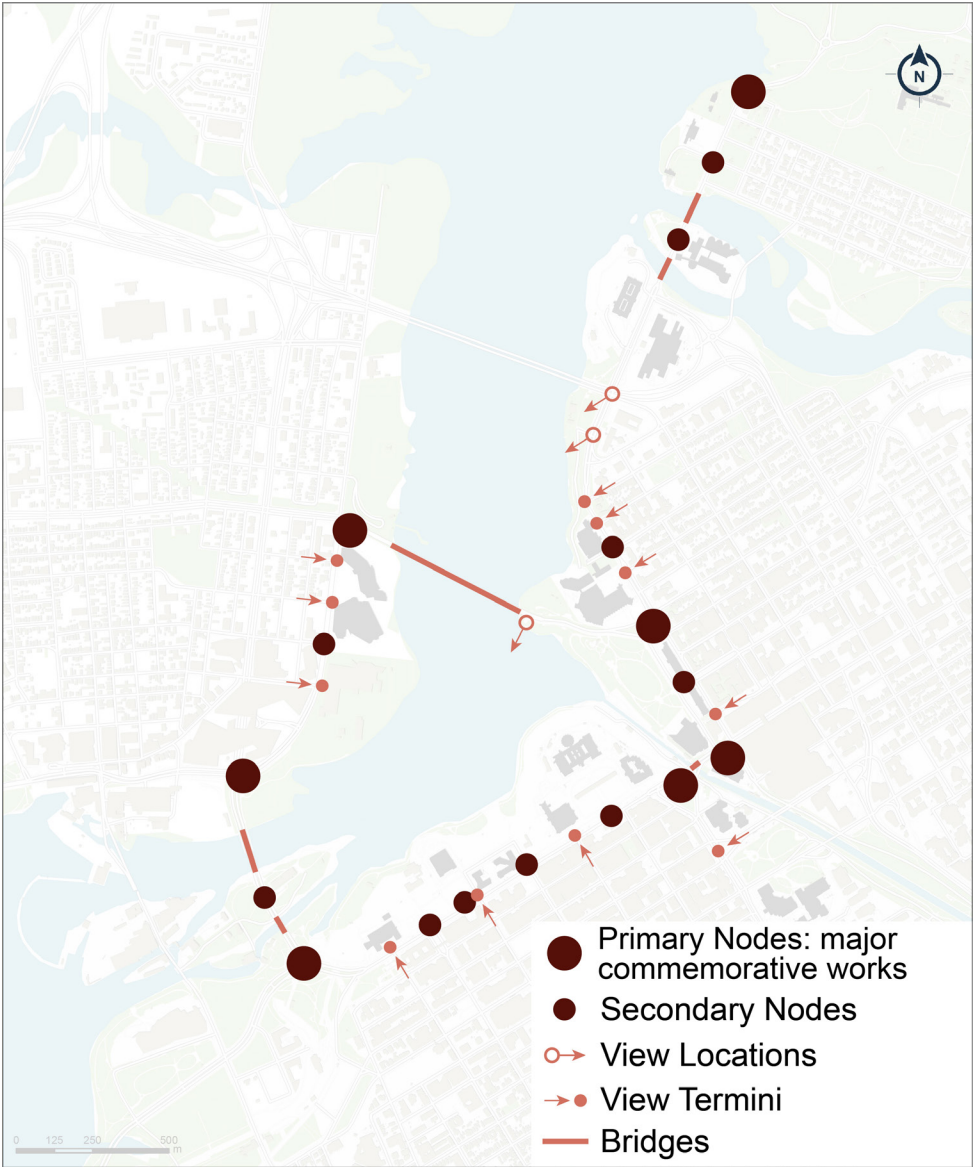 N
Primary Nodes: major
commemorative works
Secondary Nodes
View Locations
View Termini
Bridges
0 125 250 500
m